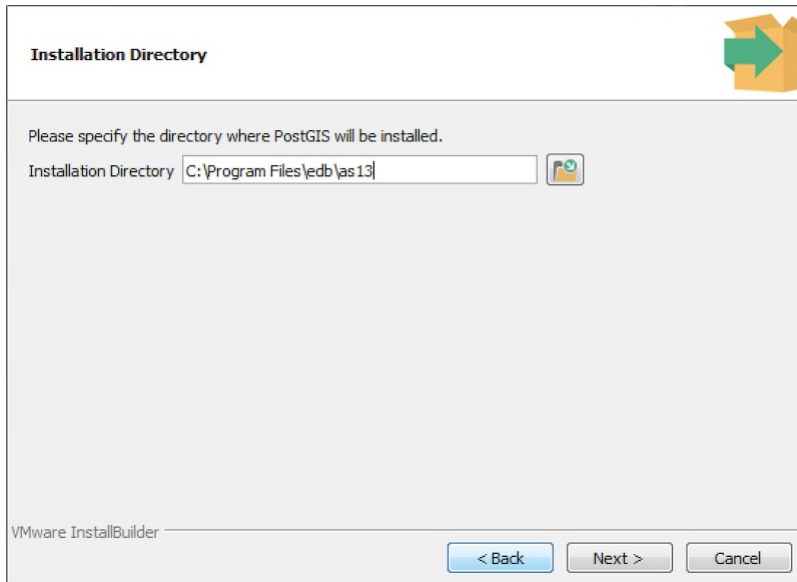 Installation Directory
Please specify the directory where PostGIS will be installed.
Installation Directory C:\Program Files\edb\as13
VMware InstallBuilder
< Back Next > Cancel